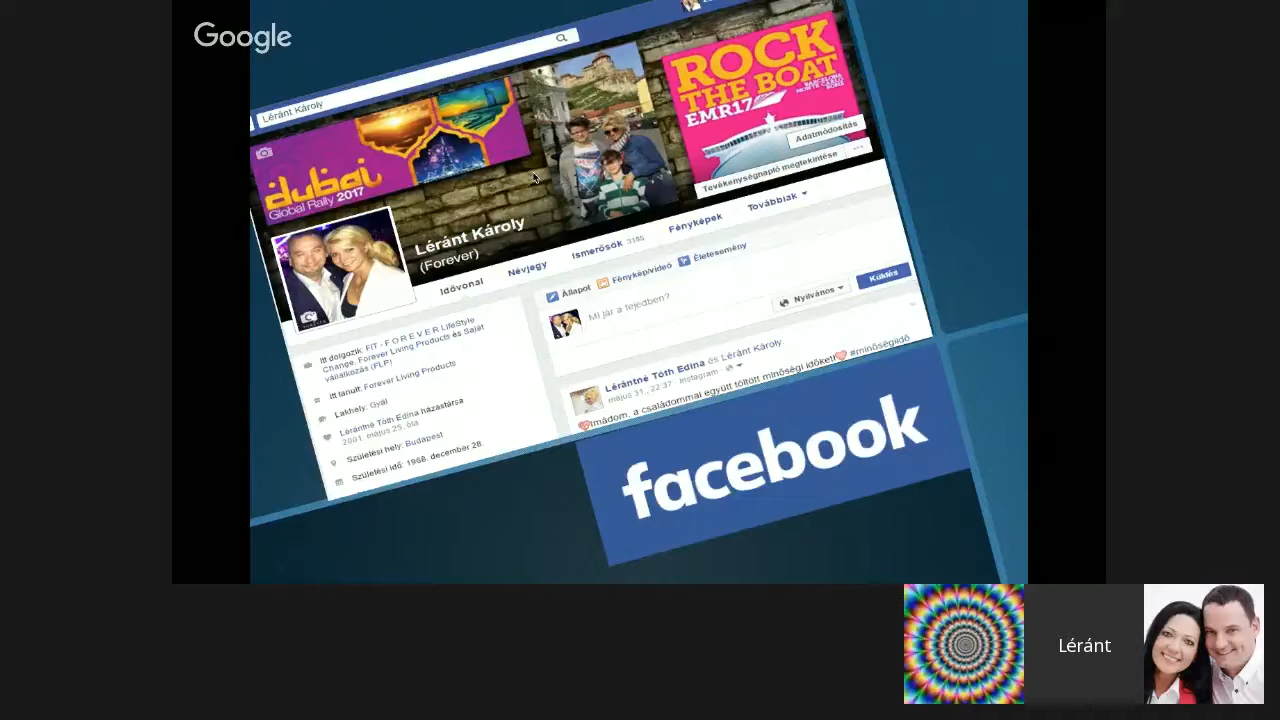 Google
Léránt Károly
ROCK
THE BOAT
EMR17
BARCELONA
dubai
Global Rally 2017
Adatmódosítás
Tevékenységnapló megtekintése ...
Léránt Károly
(Forever)
Idővonal Névjegy Ismerősök 3185 Fényképek Továbbiak
Állapot Fénykép/videó Életesemény
Mi jár a fejedben?
Nyilvános Küldés
Itt dolgozik: FIT - F O R E V E R LifeStyle
Change, Forever Living Products és Saját
vállalkozás (FLP)
Itt tanult: Forever Living Products
Lakhely: Gyál
Lérántné Tóth Edina házastársa
2001. május 25. óta
Születési hely: Budapest
Születési idő: 1968. december 28.
Lérántné Tóth Edina és Léránt Károly.
május 31., 22:37 · Instagram ·
Imádom, a családommal együtt töltött minőségi időket! #minőségiidő
facebook
Léránt